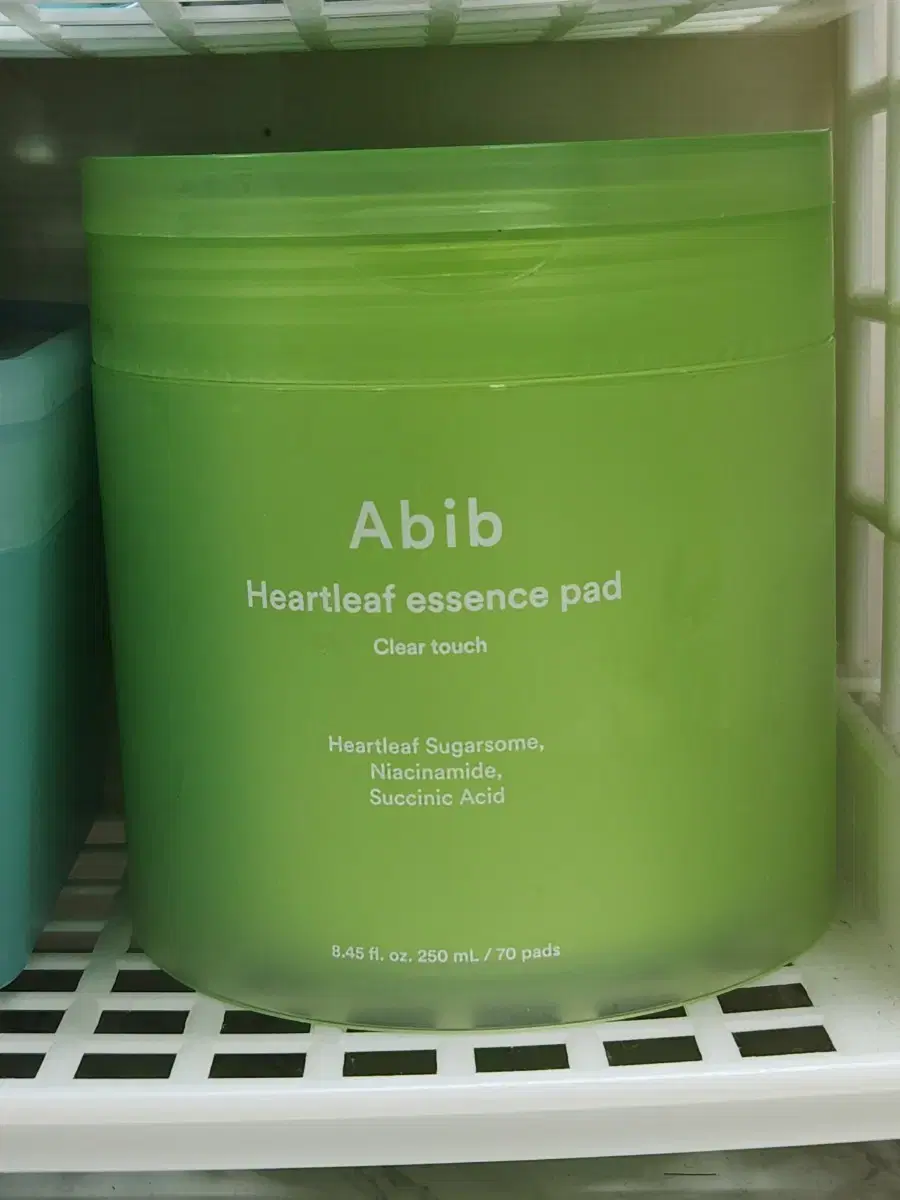 Abib
Heartleaf essence pad
Clear touch
Heartleaf Sugarsome,
Niacinamide,
Succinic Acid
8.45 fl. oz. 250 mL / 70 pads